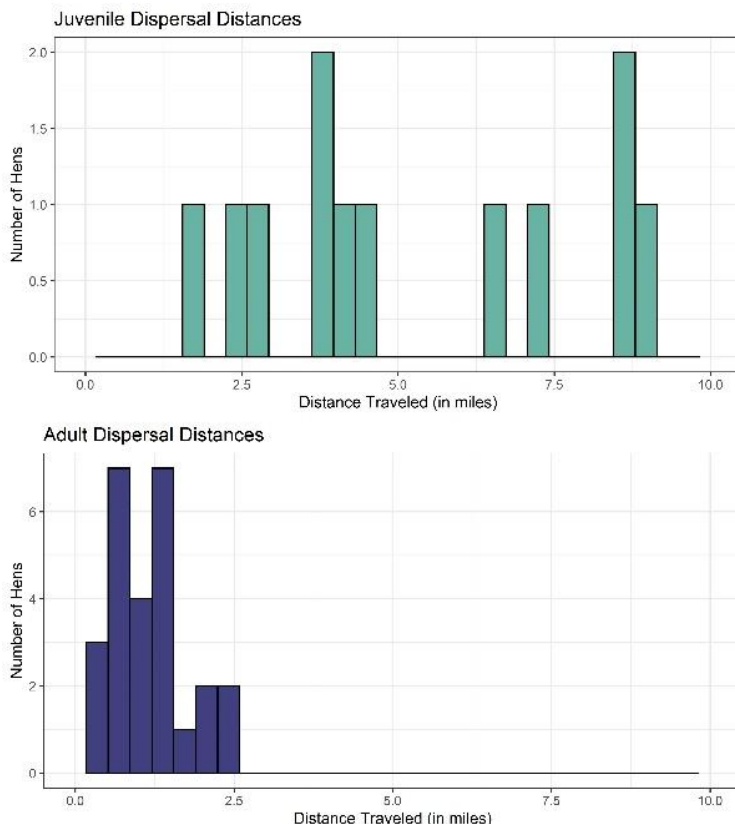 Juvenile Dispersal Distances
2.0
1.5
1.0
0.5
0.0
Number of Hens
0.0 2.5 5.0 7.5 10.0
Distance Traveled (in miles)
Adult Dispersal Distances
6
4
2
0
Number of Hens
0.0 2.5 5.0 7.5 10.0
Distance Traveled (in miles)